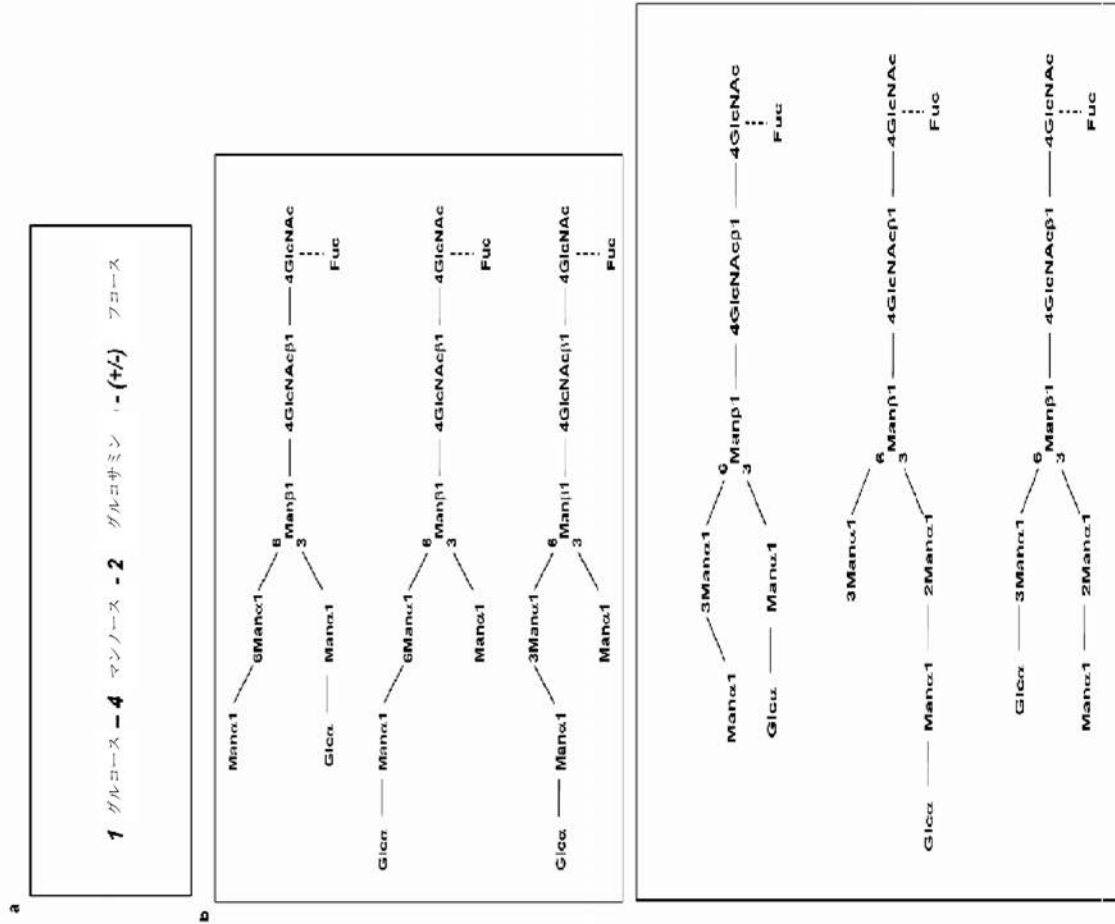 a
1 グルコース – 4 マンノース - 2 グルコサミン - (+/-) フコース
b
Manα1
6Manα1
6
Manβ1 4GlcNAcβ1 4GlcNAc
3
Glcα Manα1
Fuc
Glcα
Manα1
6Manα1
6
Manβ1 4GlcNAcβ1 4GlcNAc
3
Manα1
Fuc
Glcα Manα1
3Manα1
6
Manβ1 4GlcNAcβ1 4GlcNAc
3
Manα1
Fuc
Manα1
3Manα1
6
Manβ1 4GlcNAcβ1 4GlcNAc
3
Glcα Manα1
Fuc
3Manα1
6
Manβ1 4GlcNAcβ1 4GlcNAc
3
Glcα Manα1 2Manα1
Fuc
Glcα 3Manα1
6
Manβ1 4GlcNAcβ1 4GlcNAc
3
Manα1 2Manα1
Fuc